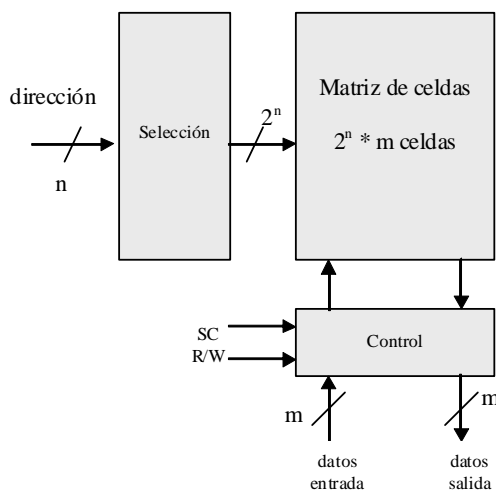 dirección
n
Selección
2ⁿ
Matriz de celdas
2ⁿ * m celdas
SC
R/W
Control
m
m
datos
entrada
datos
salida